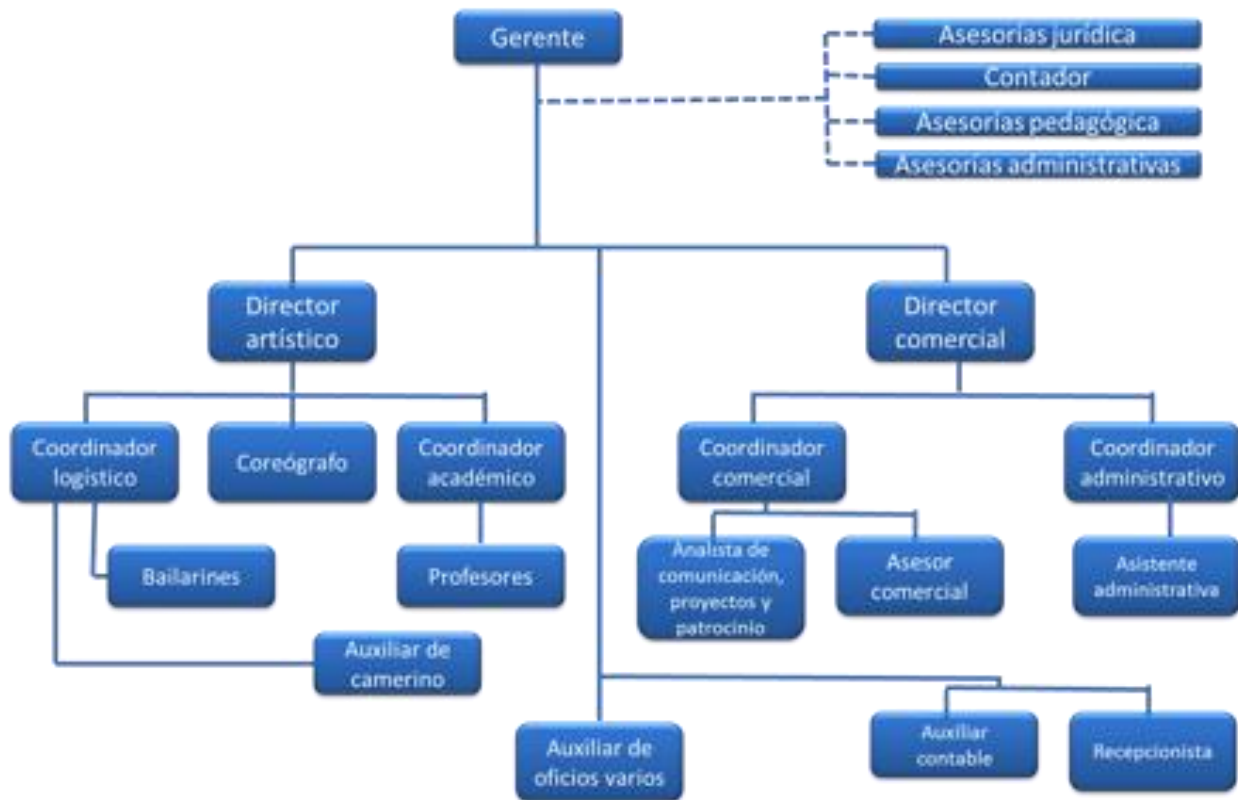 Gerente
Asesorías jurídica
Contador
Asesorías pedagógica
Asesorías administrativas
Director
artístico
Director
comercial
Coordinador
logístico
Coreógrafo
Coordinador
académico
Coordinador
comercial
Coordinador
administrativo
Bailarines
Profesores
Analista de
comunicación,
proyectos y
patrocinio
Asesor
comercial
Asistente
administrativa
Auxiliar de
camerino
Auxiliar de
oficios varios
Auxiliar
contable
Recepcionista